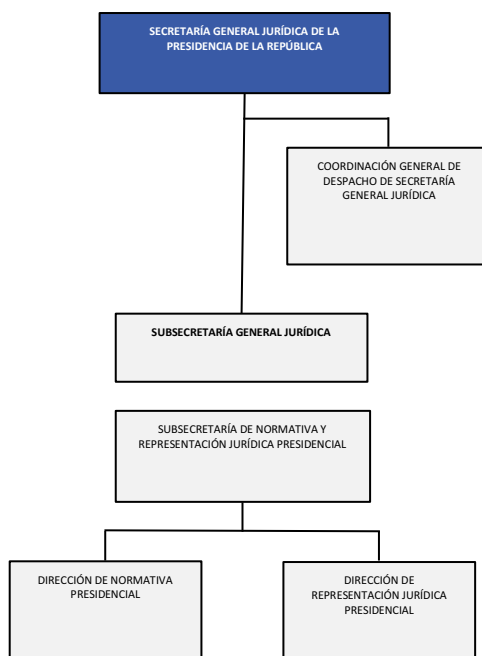 SECRETARÍA GENERAL JURÍDICA DE LA
PRESIDENCIA DE LA REPÚBLICA
COORDINACIÓN GENERAL DE
DESPACHO DE SECRETARÍA
GENERAL JURÍDICA
SUBSECRETARÍA GENERAL JURÍDICA
SUBSECRETARÍA DE NORMATIVA Y
REPRESENTACIÓN JURÍDICA PRESIDENCIAL
DIRECCIÓN DE NORMATIVA
PRESIDENCIAL
DIRECCIÓN DE
REPRESENTACIÓN JURÍDICA
PRESIDENCIAL